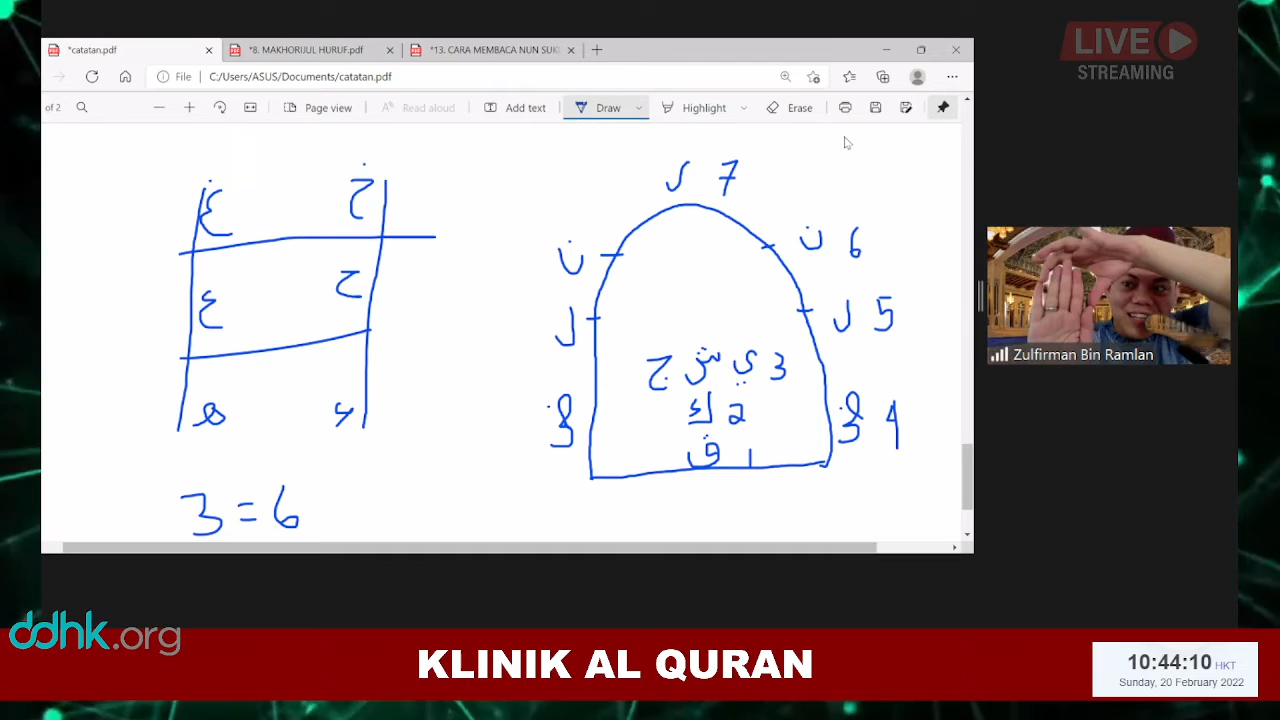 LIVE
STREAMING
*catatan.pdf
*8. MAKHORIJUL HURUF.pdf
*13. CARA MEMBACA NUN SUK
File C:/Users/ASUS/Documents/catatan.pdf
of 2
Page view
Read aloud
Add text
Draw
Highlight
Erase
غ خ
ع ح
ه ء
3 = 6
ر 7
ن ن 6
ل ل 5
ج ش ي 3
ض ض 4
ك 2
ق 1
Zulfirman Bin Ramlan
ddhk.org
KLINIK AL QURAN
10:44:10 HKT
Sunday, 20 February 2022